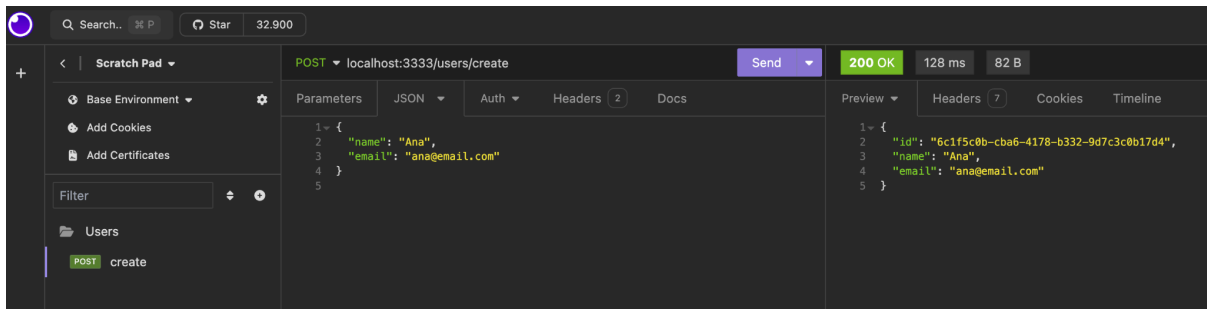 Search.. ⌘ P Star 32.900
Scratch Pad
Base Environment
Add Cookies
Add Certificates
Filter
Users
POST create
POST localhost:3333/users/create Send
Parameters JSON Auth Headers 2 Docs
1 {
2 "name": "Ana",
3 "email": "ana@email.com"
4 }
5
200 OK 128 ms 82 B
Preview Headers 7 Cookies Timeline
1 {
2 "id": "6c1f5c0b-cba6-4178-b332-9d7c3c0b17d4",
3 "name": "Ana",
4 "email": "ana@email.com"
5 }